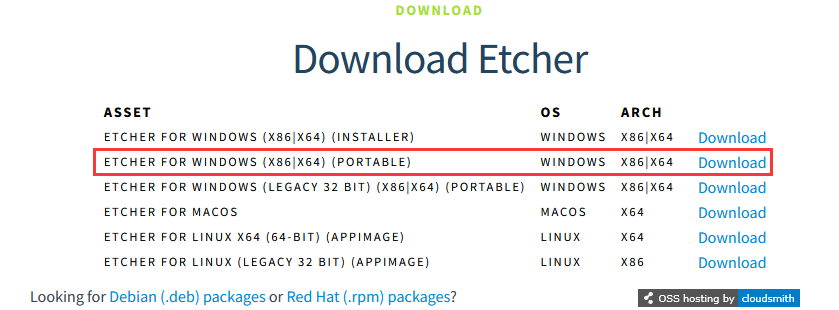 DOWNLOAD
Download Etcher
ASSET OS ARCH
ETCHER FOR WINDOWS (X86|X64) (INSTALLER) WINDOWS X86|X64 Download
ETCHER FOR WINDOWS (X86|X64) (PORTABLE) WINDOWS X86|X64 Download
ETCHER FOR WINDOWS (LEGACY 32 BIT) (X86|X64) (PORTABLE) WINDOWS X86|X64 Download
ETCHER FOR MACOS MACOS X64 Download
ETCHER FOR LINUX X64 (64-BIT) (APPIMAGE) LINUX X64 Download
ETCHER FOR LINUX (LEGACY 32 BIT) (APPIMAGE) LINUX X86 Download
Looking for Debian (.deb) packages or Red Hat (.rpm) packages? OSS hosting by cloudsmith